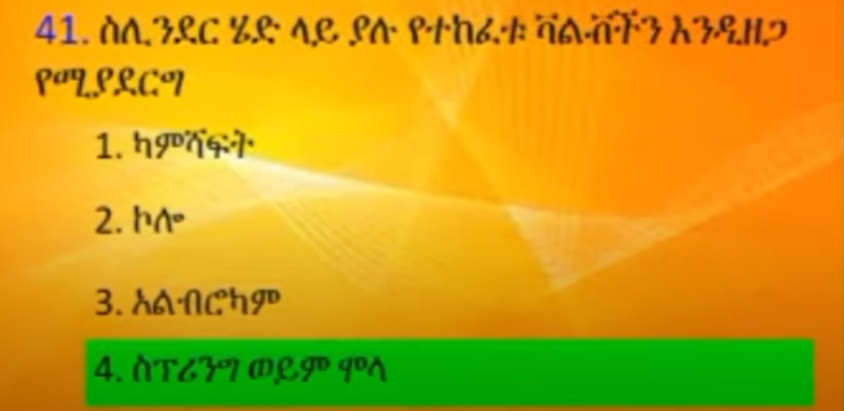 41. ስሊንደር ሄድ ላይ ያሉ የተከፈቱ ቫልቮችን እንዲዘጋ
የሚያደርግ
1. ካምሻፍት
2. ኮሎ
3. አልብሮካም
4. ስፕሪንግ ወይም ሞላ